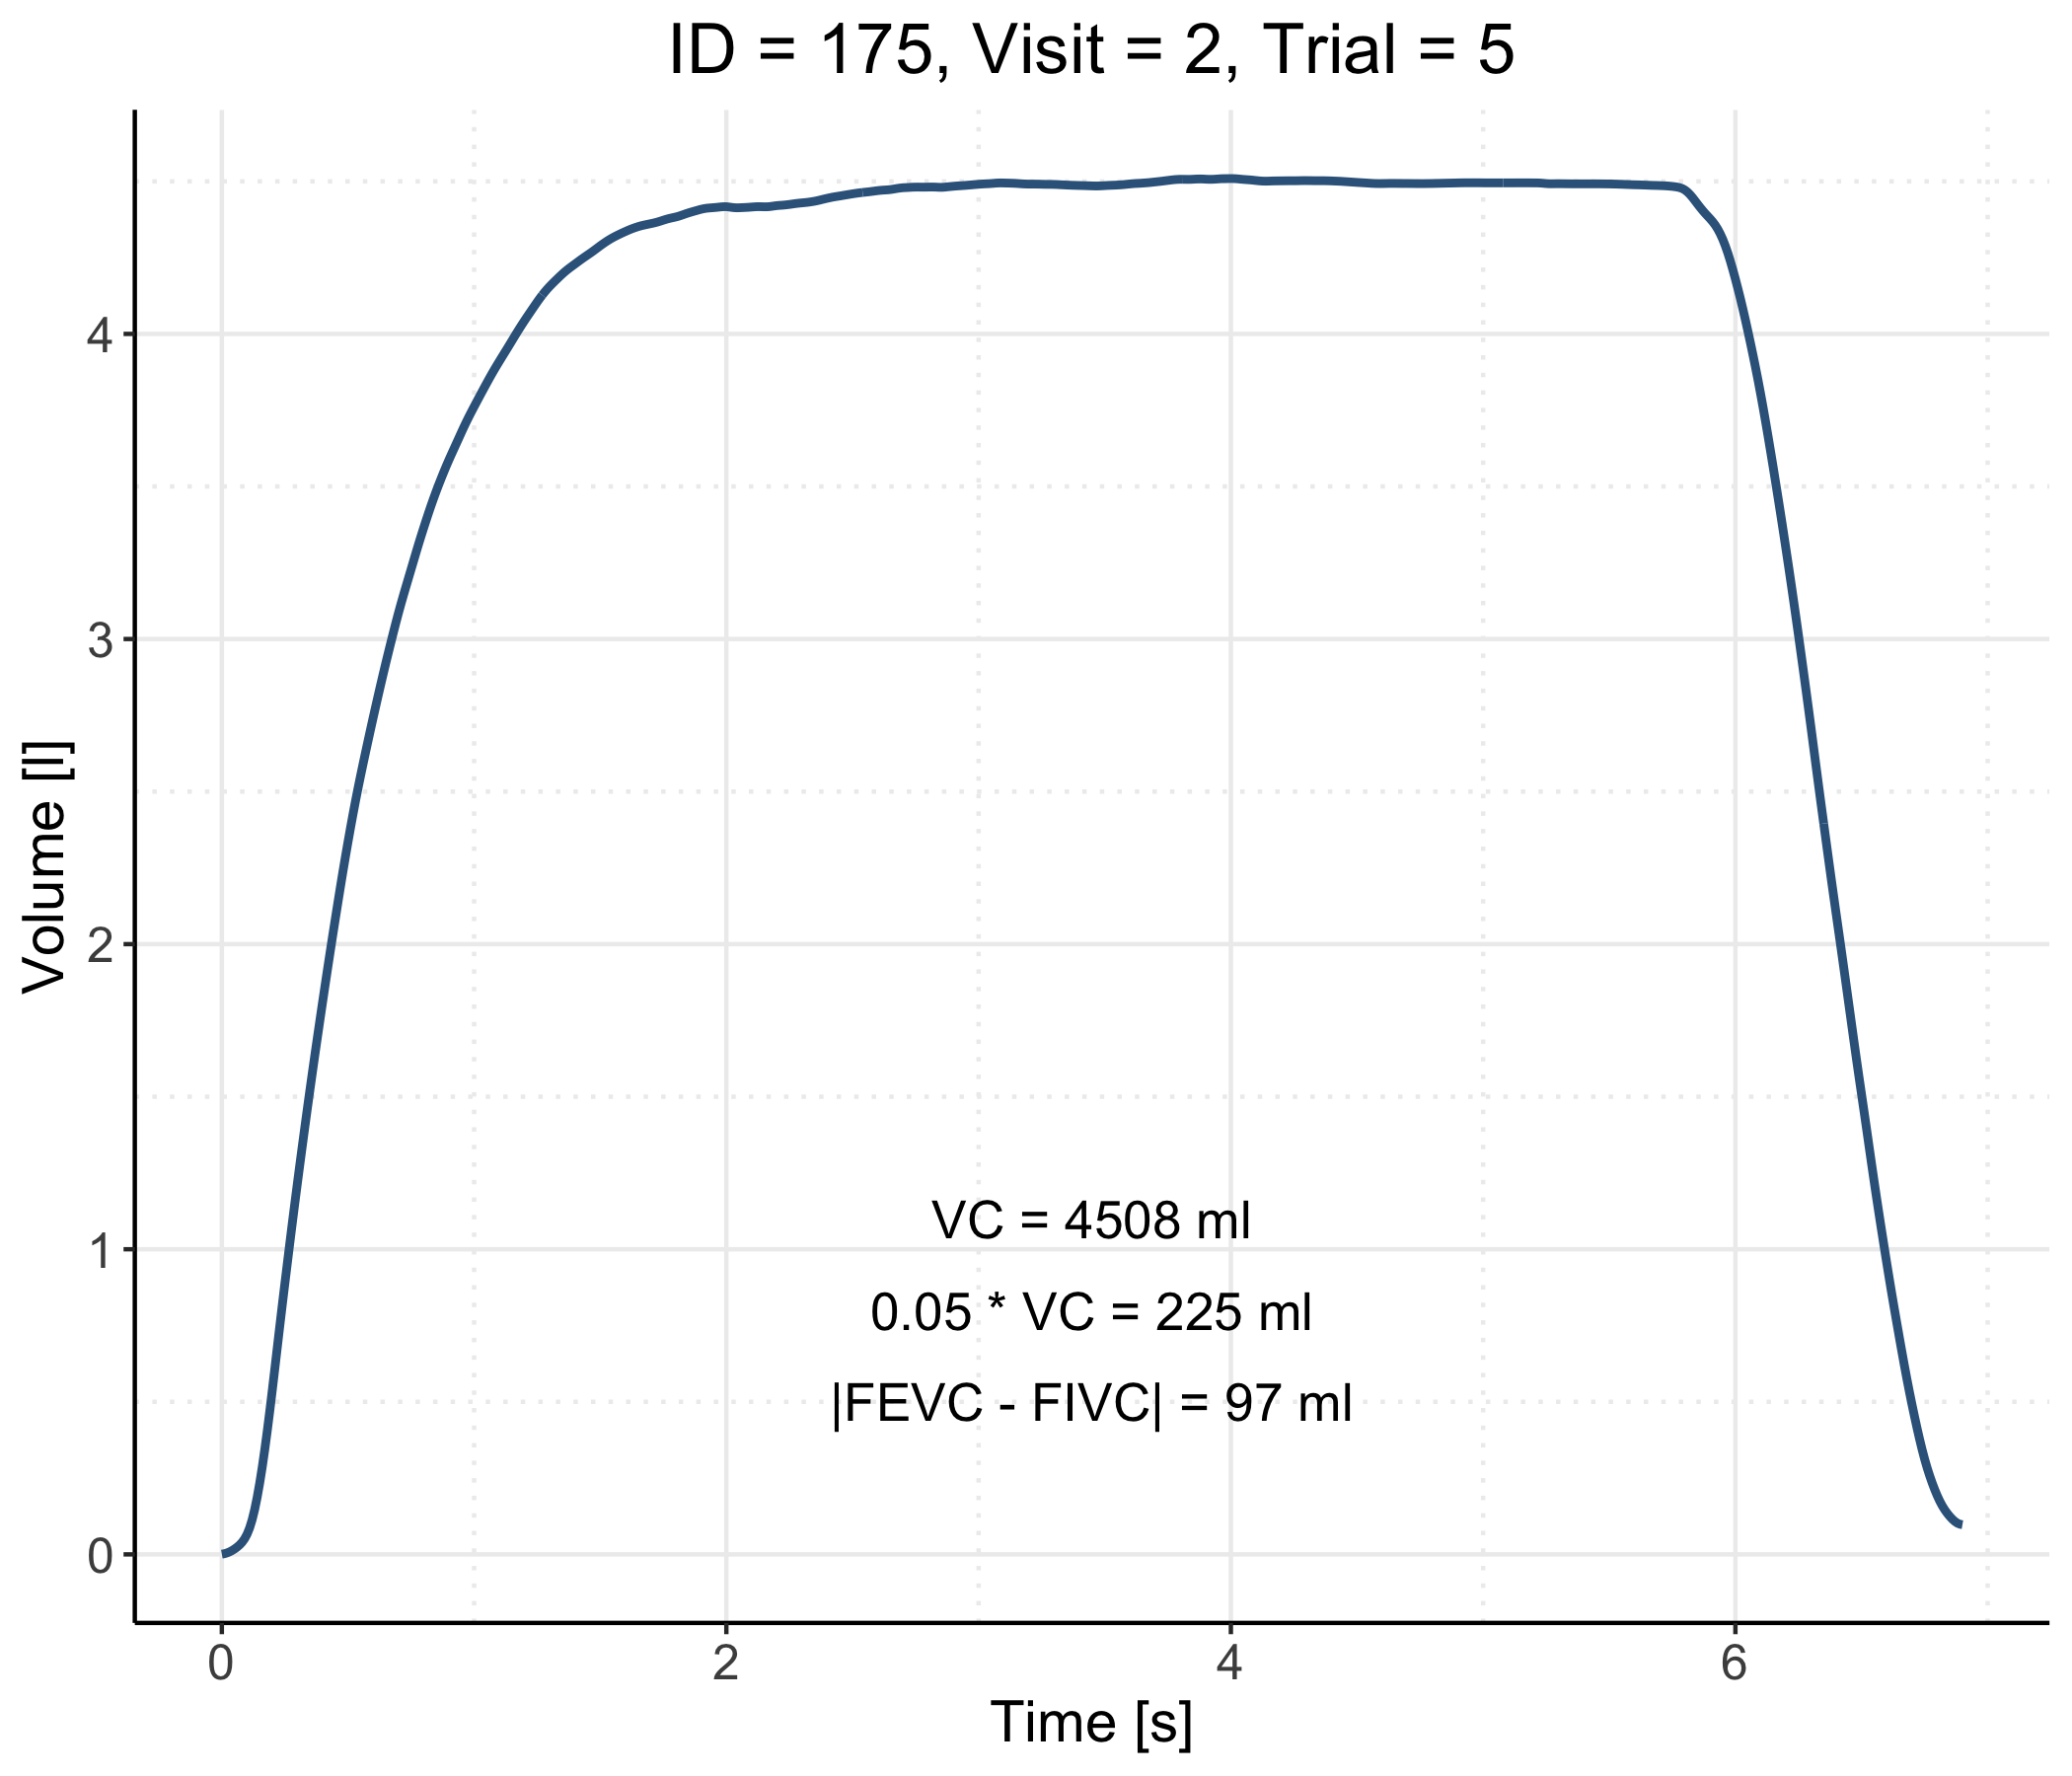 ID = 175, Visit = 2, Trial = 5
Volume [l]
4
3
2
1
0
VC = 4508 ml
0.05 * VC = 225 ml
|FEVC - FIVC| = 97 ml
0 2 4 6
Time [s]